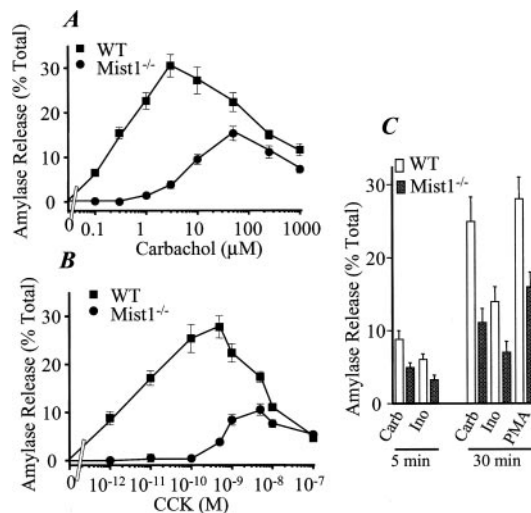 A
WT
Mist1-/-
Amylase Release (% Total)
30
20
10
0
0 0.1 1 10 100 1000
Carbachol (µM)
B
WT
Mist1-/-
Amylase Release (% Total)
30
20
10
0
0 10-12 10-11 10-10 10-9 10-8 10-7
CCK (M)
C
WT
Mist1-/-
Amylase Release (% Total)
30
20
10
0
Carb Ino Carb Ino PMA
5 min 30 min